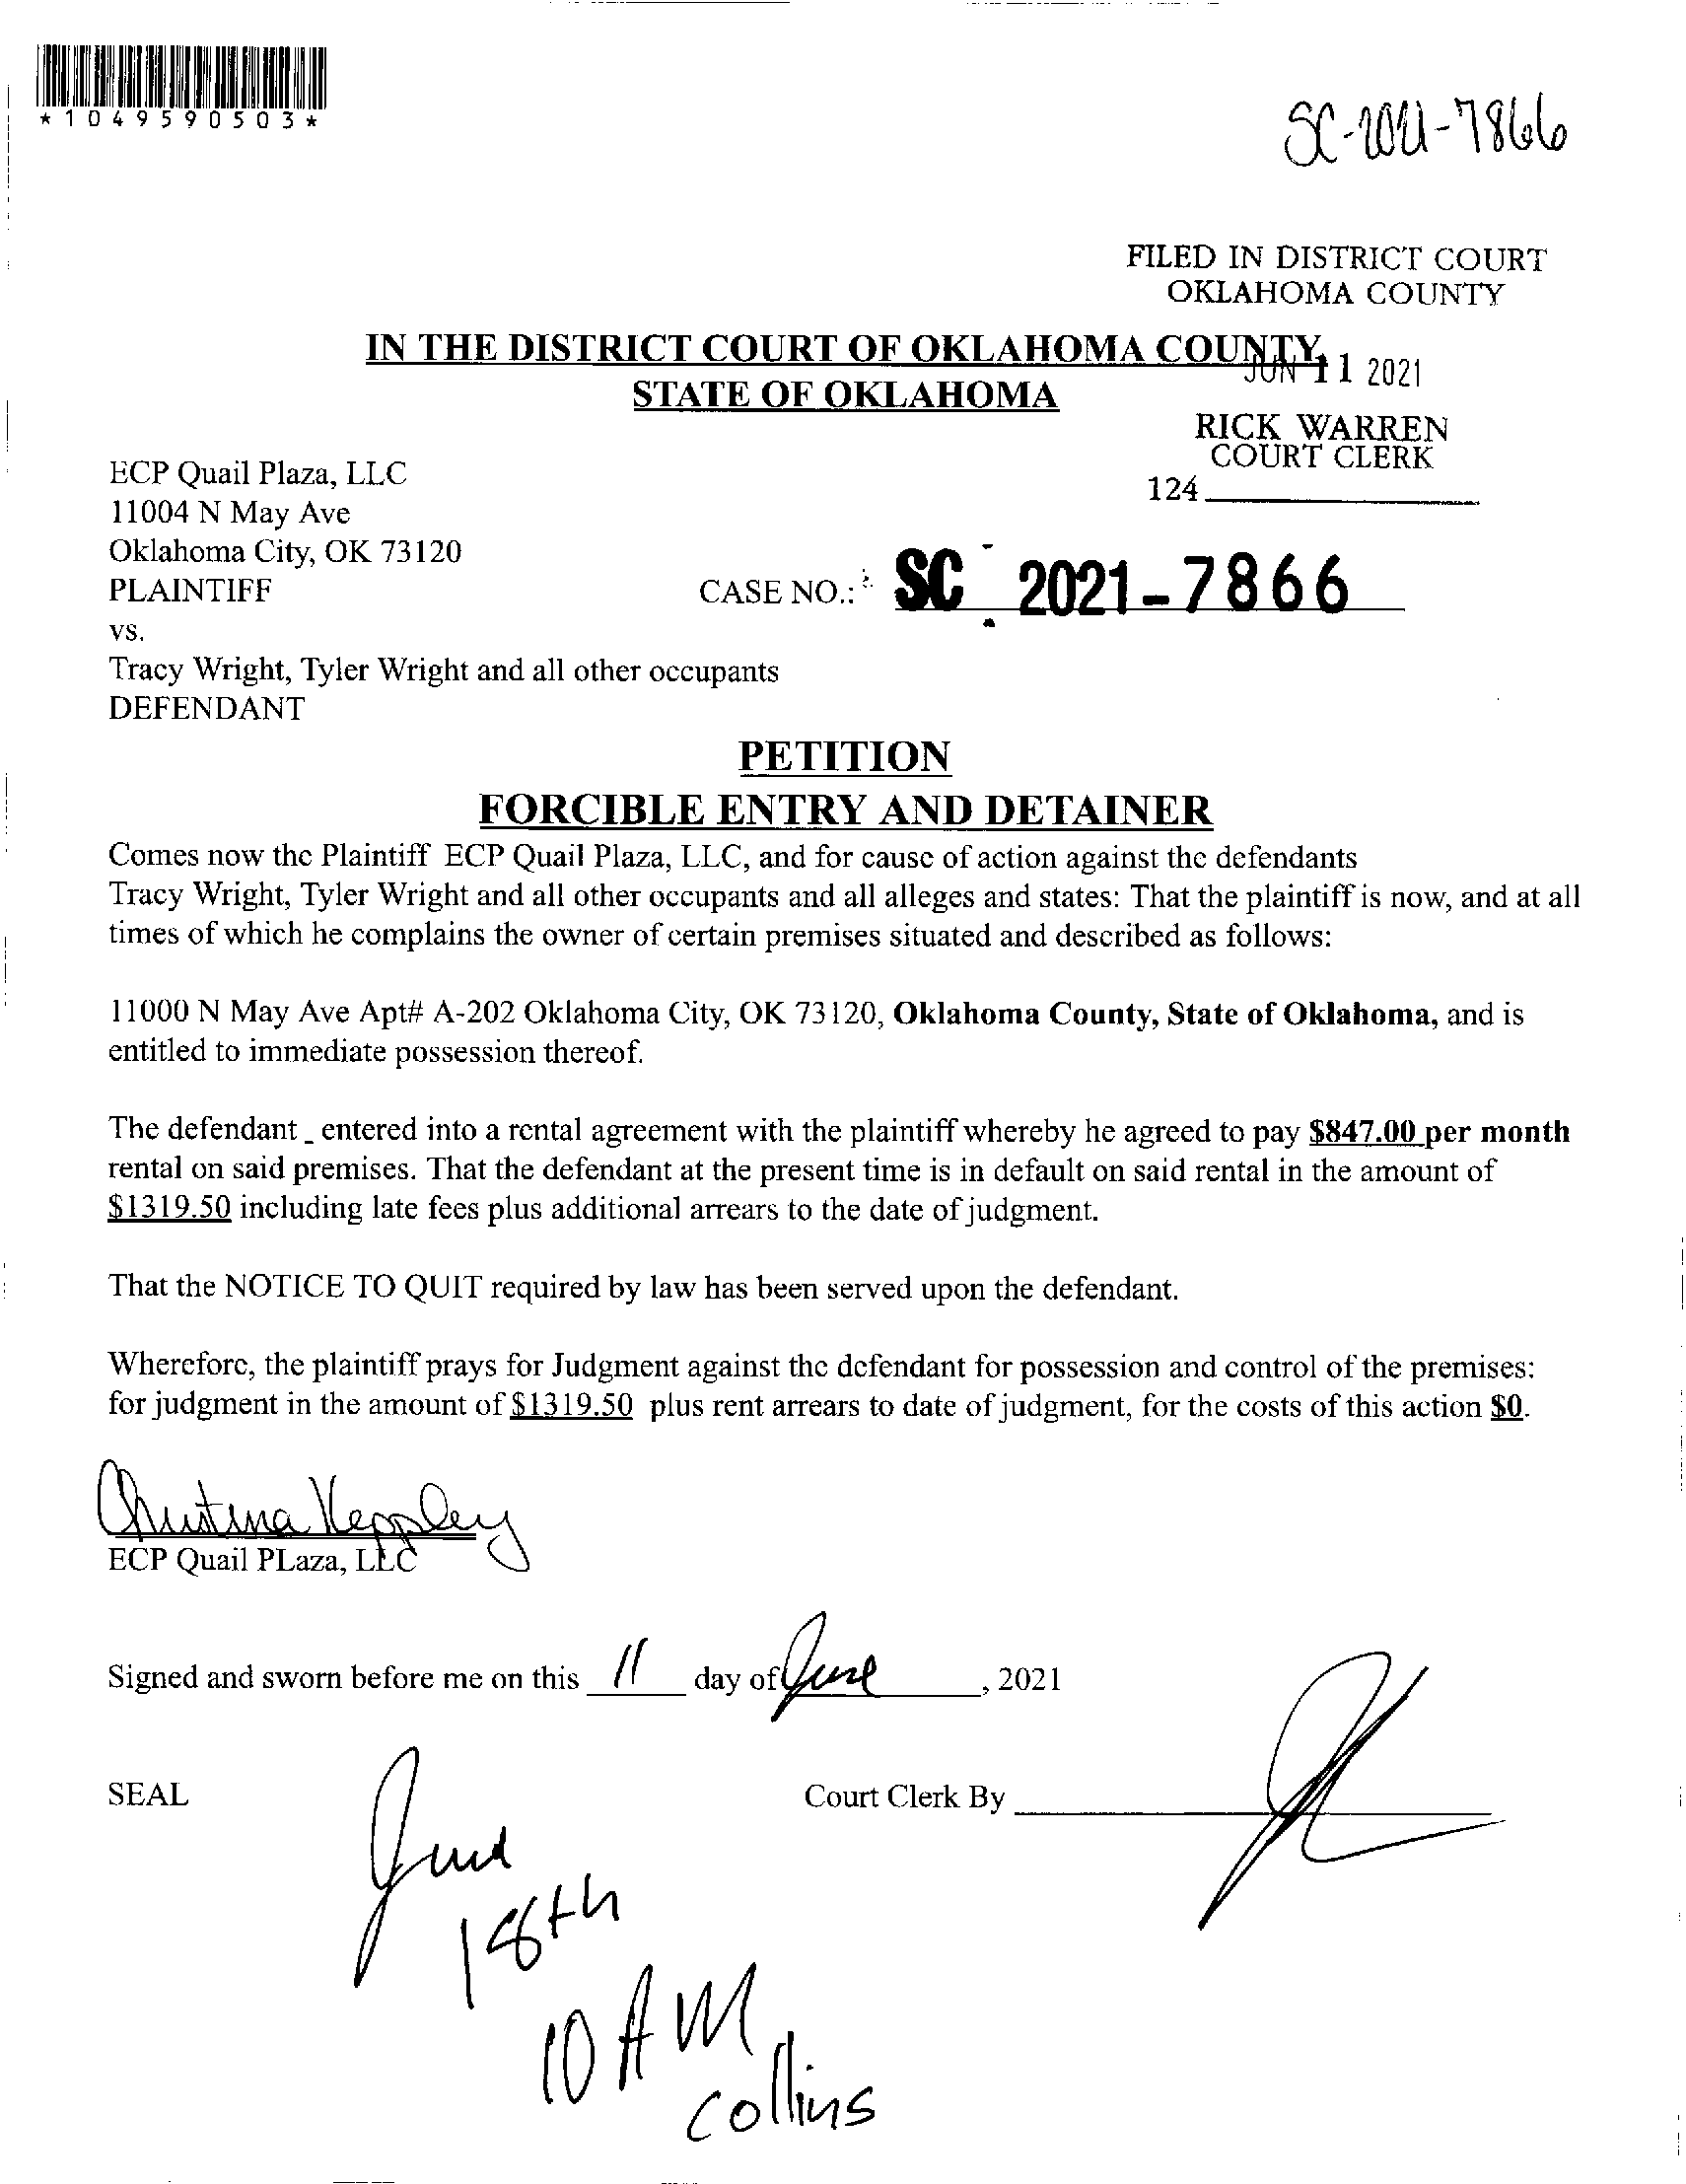 *1049590503*
SC-2021-7866
FILED IN DISTRICT COURT
OKLAHOMA COUNTY
IN THE DISTRICT COURT OF OKLAHOMA COUNTY,
JUN 11 2021
STATE OF OKLAHOMA
RICK WARREN
COURT CLERK
124
ECP Quail Plaza, LLC
11004 N May Ave
Oklahoma City, OK 73120
PLAINTIFF
CASE NO.: SC 2021-7866
vs.
Tracy Wright, Tyler Wright and all other occupants
DEFENDANT
PETITION
FORCIBLE ENTRY AND DETAINER
Comes now the Plaintiff ECP Quail Plaza, LLC, and for cause of action against the defendants
Tracy Wright, Tyler Wright and all other occupants and all alleges and states: That the plaintiff is now, and at all
times of which he complains the owner of certain premises situated and described as follows:
11000 N May Ave Apt# A-202 Oklahoma City, OK 73120, Oklahoma County, State of Oklahoma, and is
entitled to immediate possession thereof.
The defendant _ entered into a rental agreement with the plaintiff whereby he agreed to pay $847.00 per month
rental on said premises. That the defendant at the present time is in default on said rental in the amount of
$1319.50 including late fees plus additional arrears to the date of judgment.
That the NOTICE TO QUIT required by law has been served upon the defendant.
Wherefore, the plaintiff prays for Judgment against the defendant for possession and control of the premises:
for judgment in the amount of $1319.50 plus rent arrears to date of judgment, for the costs of this action $0.
Christina Keppley
ECP Quail PLaza, LLC
Signed and sworn before me on this 11 day of June, 2021
SEAL
Court Clerk By
June
18th
10 AM
Collins